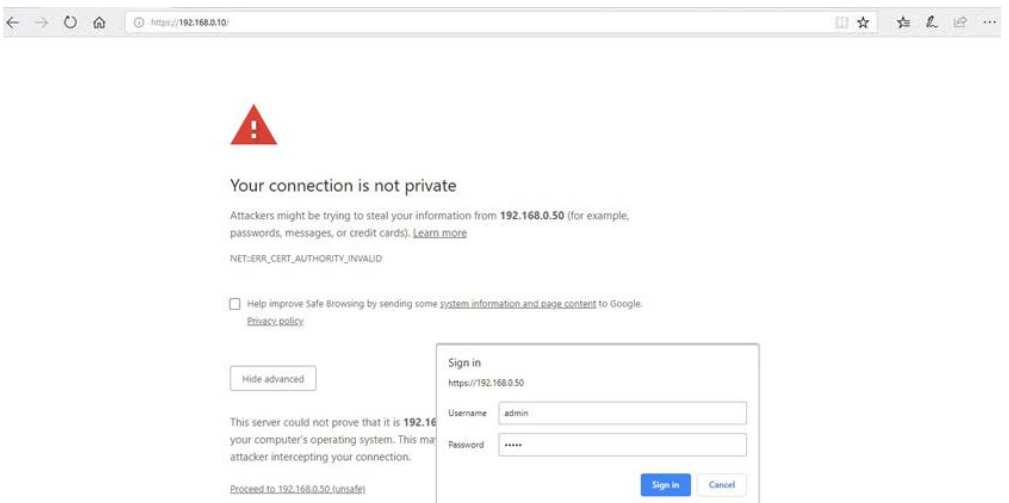 https://192.168.0.10/
Your connection is not private
Attackers might be trying to steal your information from 192.168.0.50 (for example,
passwords, messages, or credit cards). Learn more
NET::ERR_CERT_AUTHORITY_INVALID
Help improve Safe Browsing by sending some system information and page content to Google.
Privacy policy
Hide advanced
This server could not prove that it is 192.16
your computer's operating system. This may
attacker intercepting your connection.
Proceed to 192.168.0.50 (unsafe)
Sign in
https://192.168.0.50
Username admin
Password •••••
Sign in Cancel